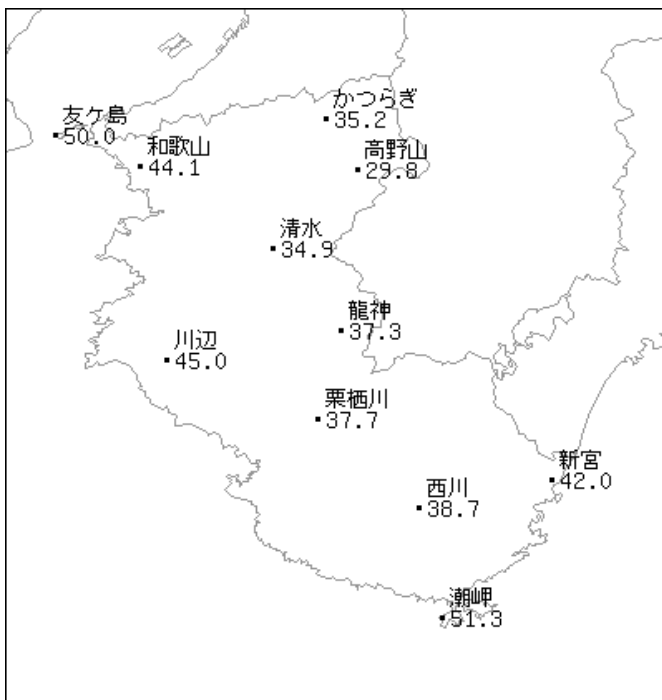 かつらぎ
35.2
友ケ島
50.0
和歌山
44.1
高野山
29.8
清水
34.9
龍神
37.3
川辺
45.0
栗栖川
37.7
新宮
42.0
西川
38.7
潮岬
51.3